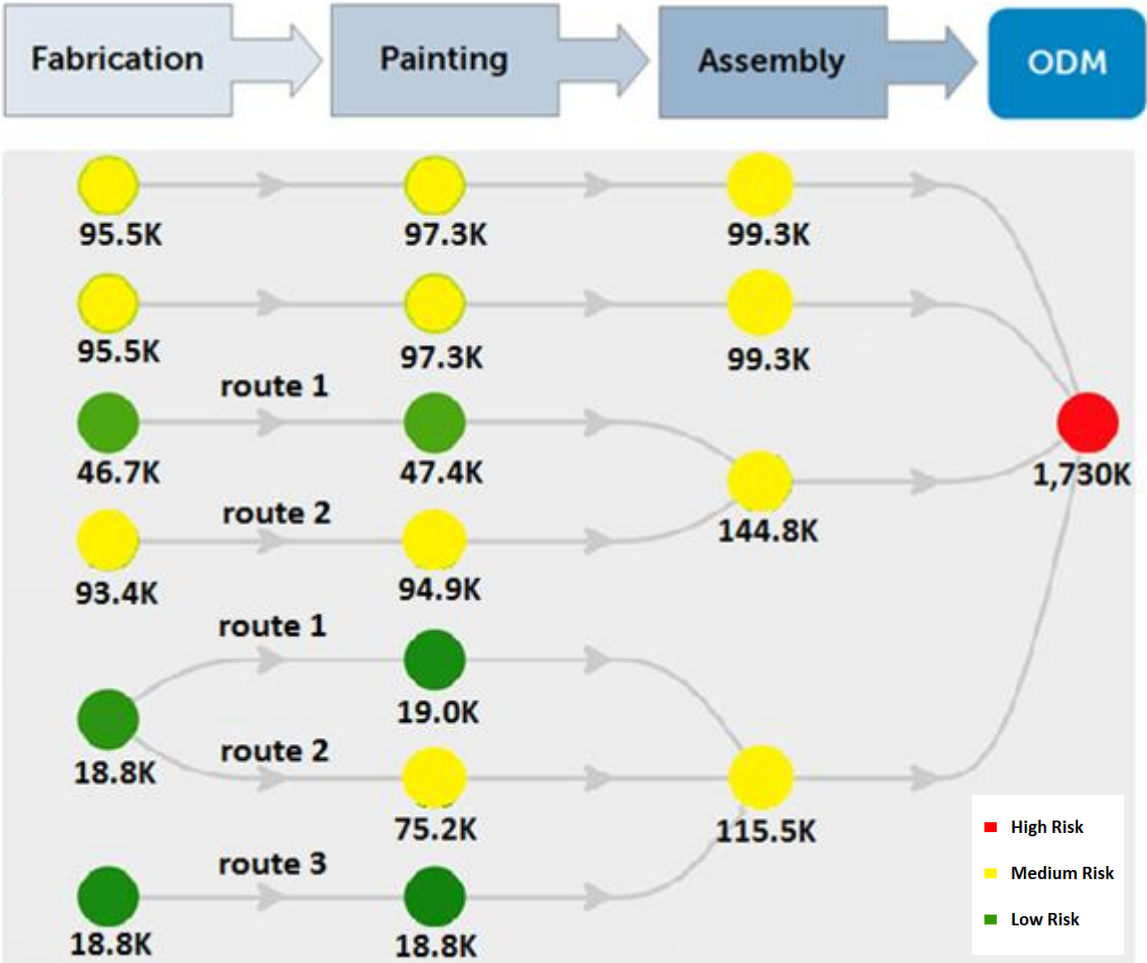 Fabrication
Painting
Assembly
ODM
95.5K
97.3K
99.3K
95.5K
97.3K
99.3K
route 1
46.7K
47.4K
1,730K
route 2
144.8K
93.4K
94.9K
route 1
19.0K
route 2
18.8K
75.2K
115.5K
route 3
18.8K
18.8K
High Risk
Medium Risk
Low Risk